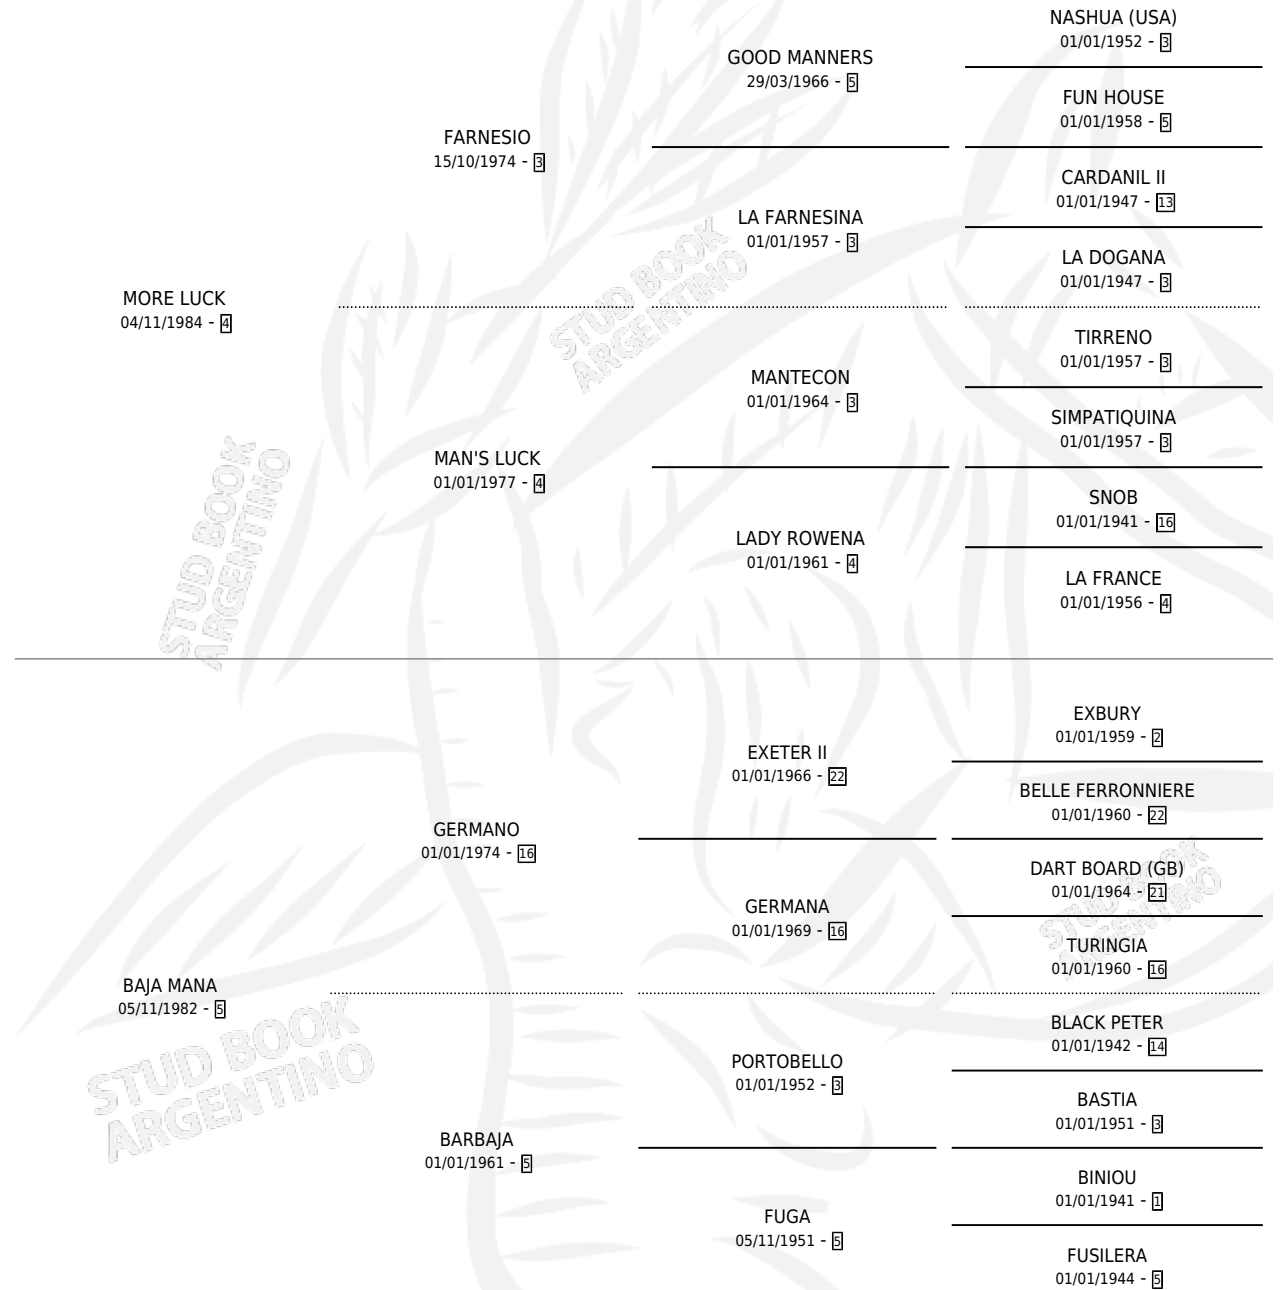 NASHUA (USA)
01/01/1952 - 3
GOOD MANNERS
29/03/1966 - 5
FUN HOUSE
01/01/1958 - 5
FARNESIO
15/10/1974 - 3
CARDANIL II
01/01/1947 - 13
LA FARNESINA
01/01/1957 - 3
LA DOGANA
01/01/1947 - 3
MORE LUCK
04/11/1984 - 4
TIRRENO
01/01/1957 - 3
MANTECON
01/01/1964 - 3
SIMPATIQUINA
01/01/1957 - 3
MAN'S LUCK
01/01/1977 - 4
SNOB
01/01/1941 - 16
LADY ROWENA
01/01/1961 - 4
LA FRANCE
01/01/1956 - 4
STUD BOOK
ARGENTINO
STUD BOOK
ARGENTINO
EXBURY
01/01/1959 - 2
EXETER II
01/01/1966 - 22
BELLE FERRONNIERE
01/01/1960 - 22
GERMANO
01/01/1974 - 16
DART BOARD (GB)
01/01/1964 - 21
GERMANA
01/01/1969 - 16
TURINGIA
01/01/1960 - 16
BAJA MANA
05/11/1982 - 5
BLACK PETER
01/01/1942 - 14
PORTOBELLO
01/01/1952 - 3
BASTIA
01/01/1951 - 3
BARBAJA
01/01/1961 - 5
BINIOU
01/01/1941 - 1
FUGA
05/11/1951 - 5
FUSILERA
01/01/1944 - 5
STUD BOOK
ARGENTINO
STUD BOOK
ARGENTINO